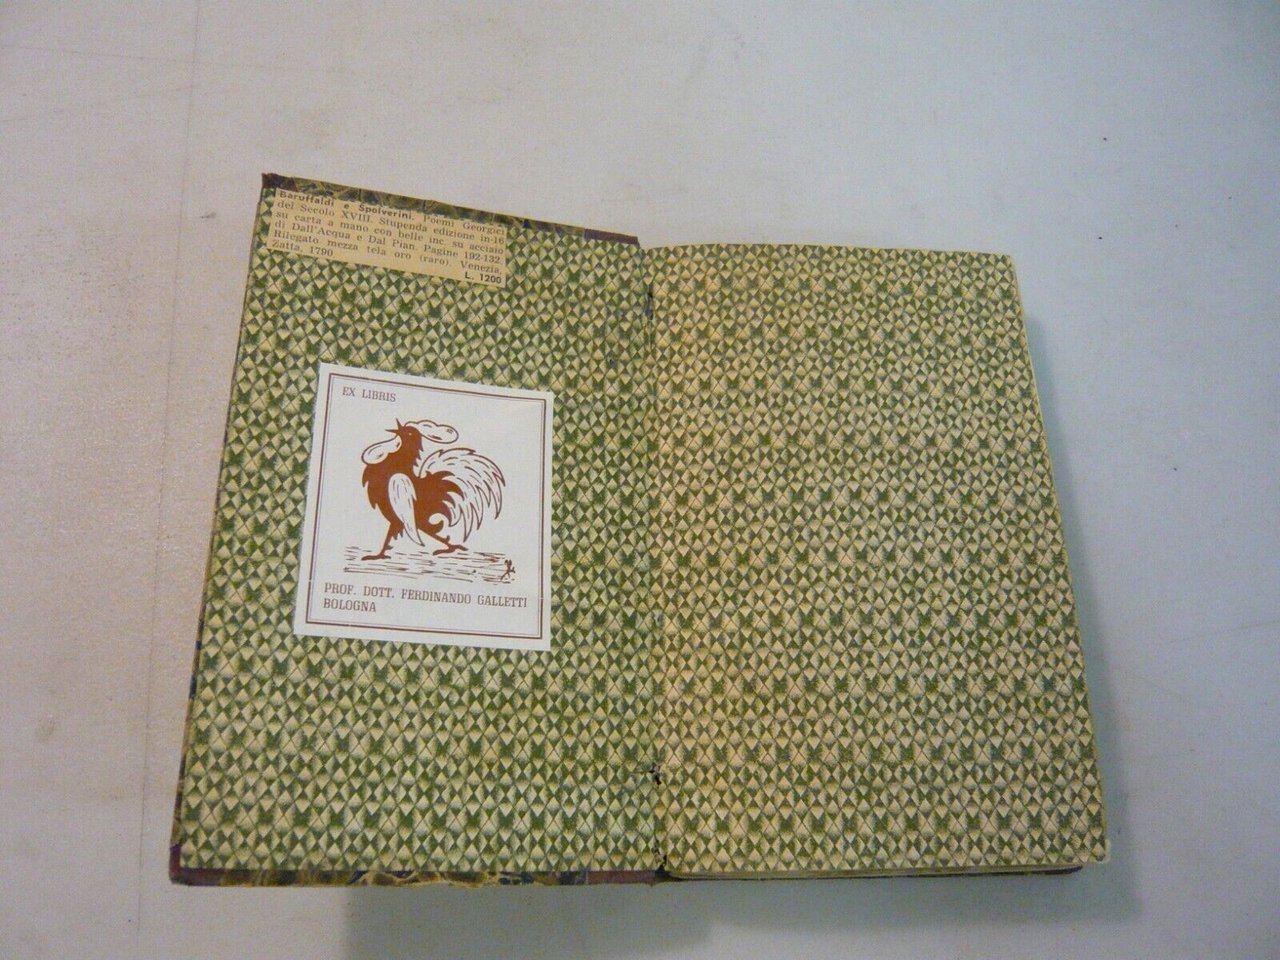 Baruffaldi e Spolverini. Poemi Georgici
del Secolo XVIII. Stupenda edizione in-16
su carta a mano con belle inc. su acciaio
di Dall'Acqua e Dal Pian. Pagine 192-132.
Rilegato mezza tela oro (raro). Venezia,
Zatta, 1790 L. 1200
EX LIBRIS
PROF. DOTT. FERDINANDO GALLETTI
BOLOGNA